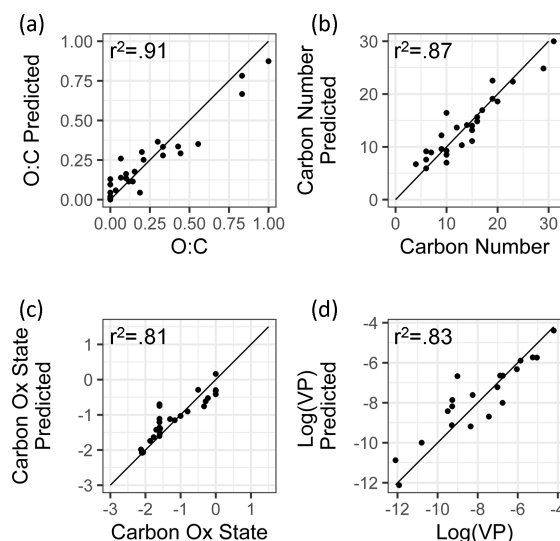 (a)
r²=.91
1.00
0.75
0.50
0.25
0.00
O:C Predicted
0.00 0.25 0.50 0.75 1.00
O:C
(b)
r²=.87
30
20
10
0
Carbon Number
Predicted
0 10 20 30
Carbon Number
(c)
r²=.81
1
0
-1
-2
-3
Carbon Ox State
Predicted
-3 -2 -1 0 1
Carbon Ox State
(d)
r²=.83
-4
-6
-8
-10
-12
Log(VP)
Predicted
-12 -10 -8 -6 -4
Log(VP)